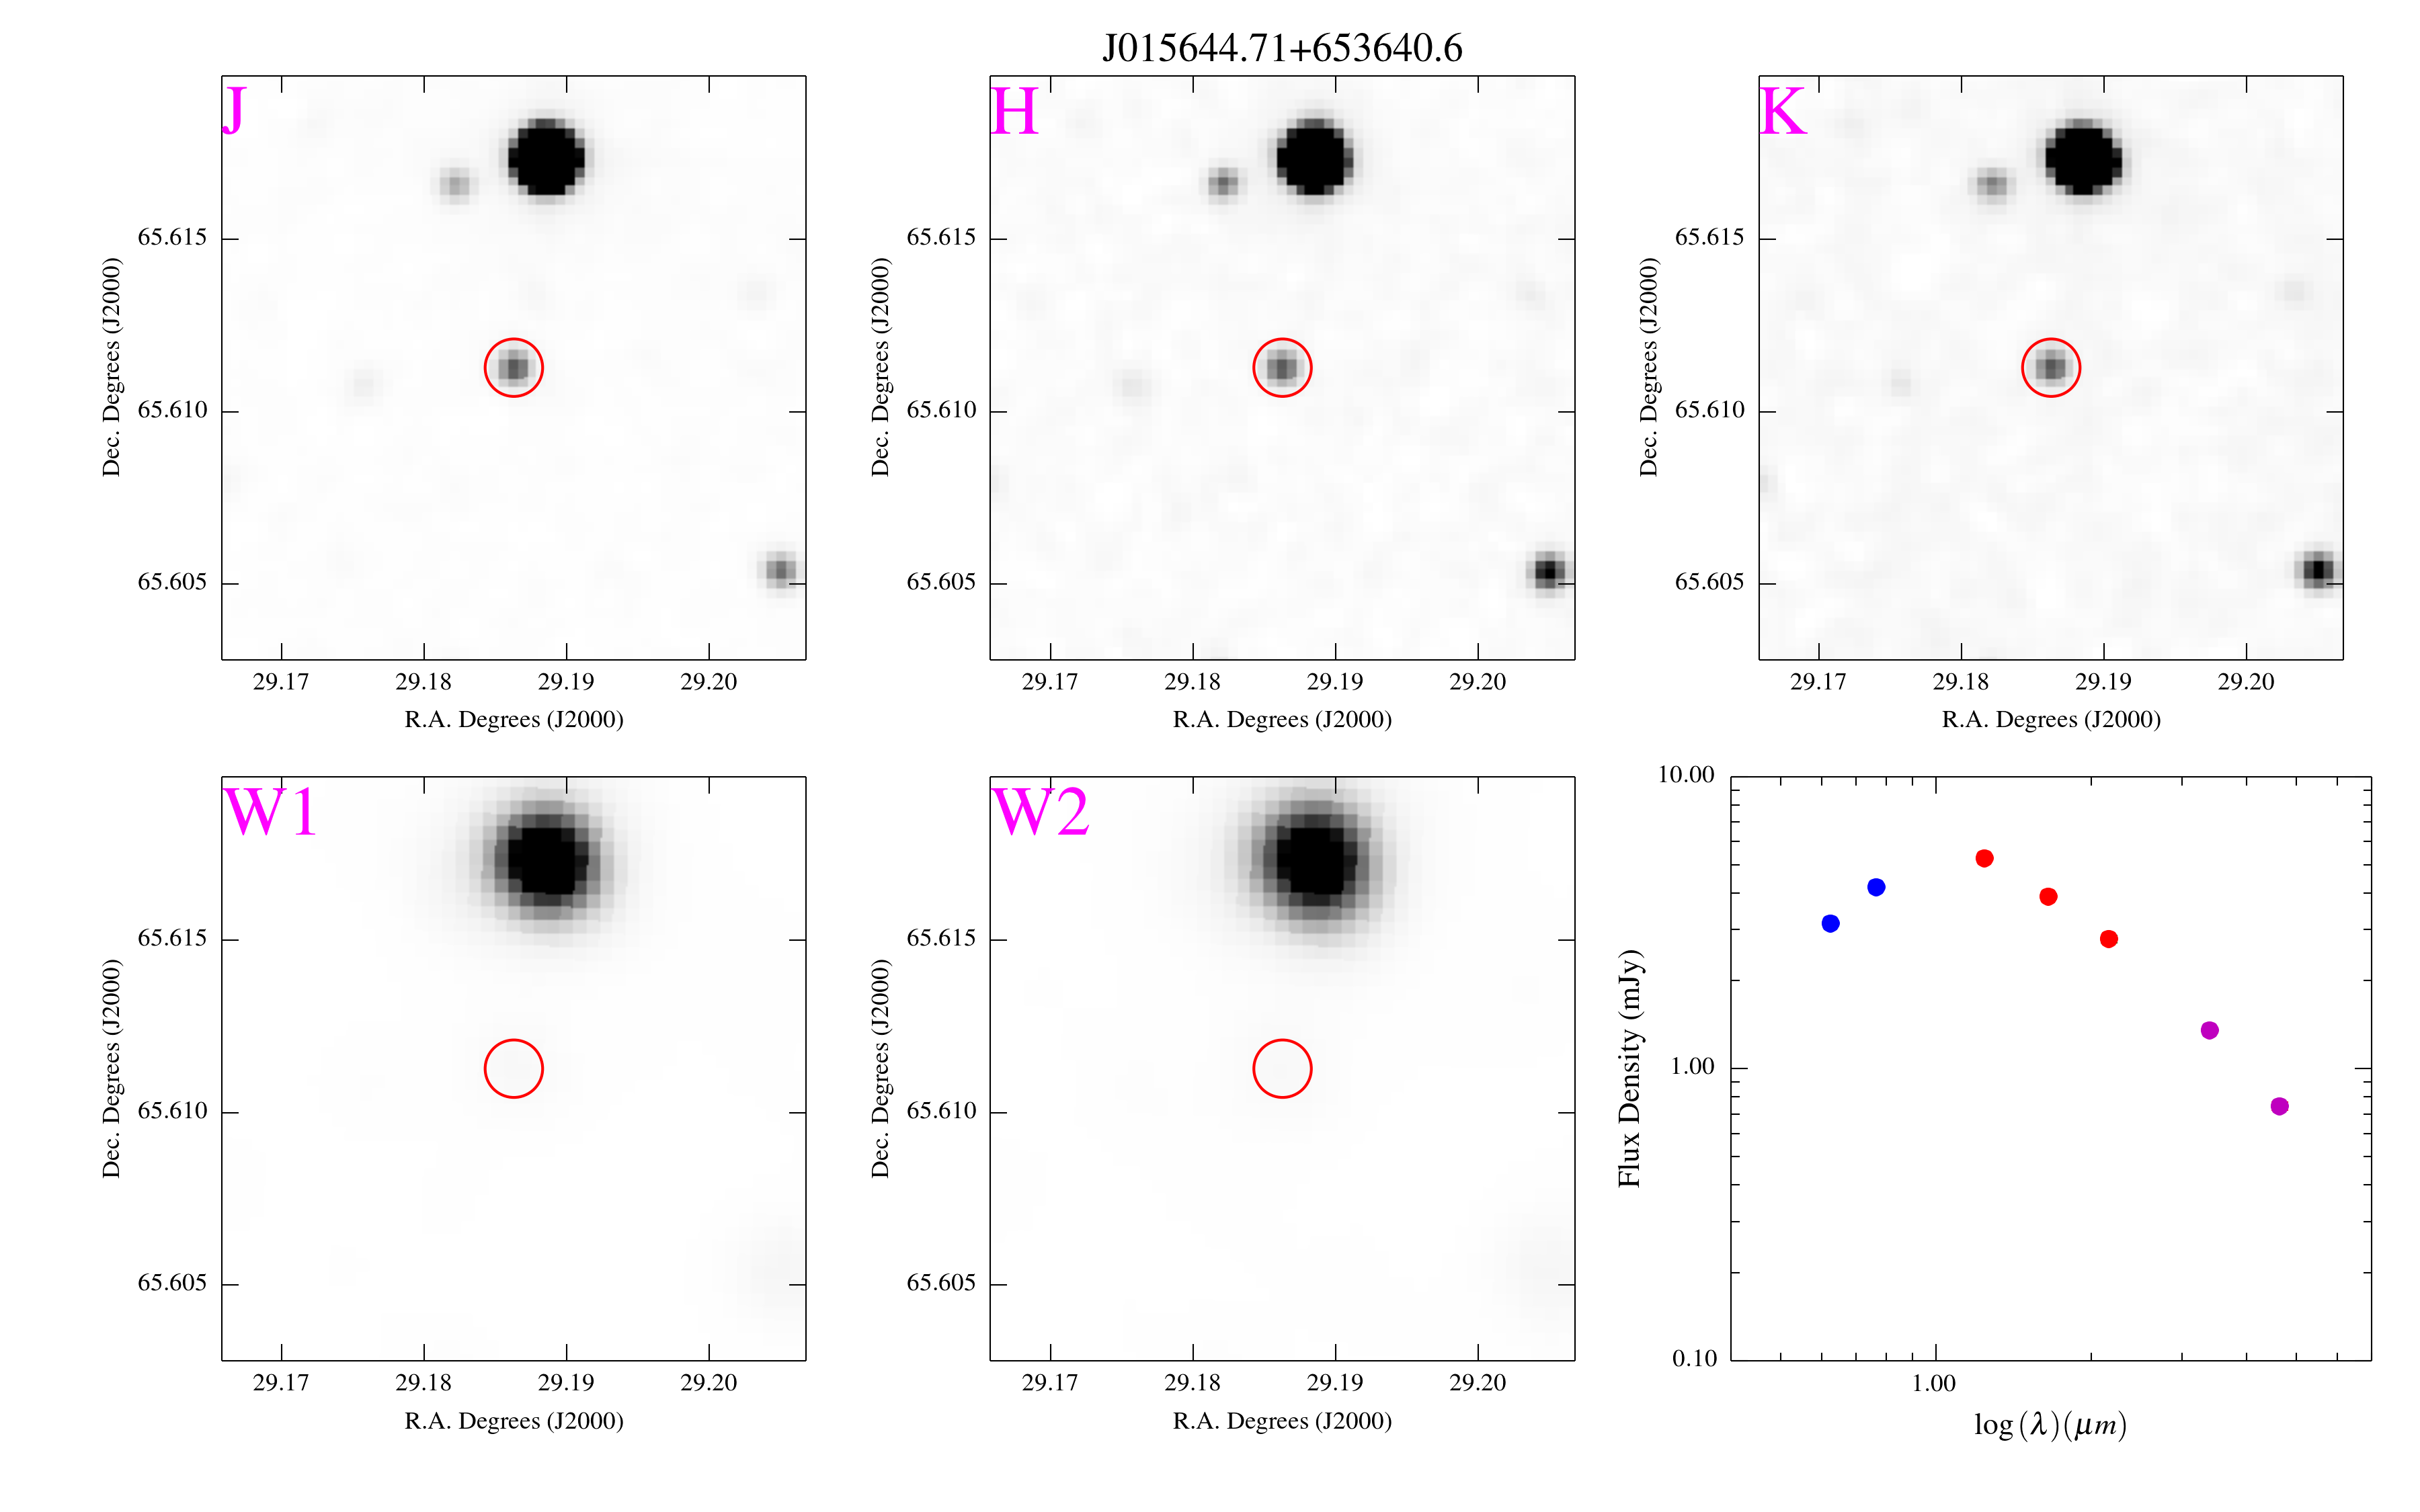 J015644.71+653640.6
J
65.615
65.610
65.605
Dec. Degrees (J2000)
29.17 29.18 29.19 29.20
R.A. Degrees (J2000)
H
65.615
65.610
65.605
Dec. Degrees (J2000)
29.17 29.18 29.19 29.20
R.A. Degrees (J2000)
K
65.615
65.610
65.605
Dec. Degrees (J2000)
29.17 29.18 29.19 29.20
R.A. Degrees (J2000)
W1
65.615
65.610
65.605
Dec. Degrees (J2000)
29.17 29.18 29.19 29.20
R.A. Degrees (J2000)
W2
65.615
65.610
65.605
Dec. Degrees (J2000)
29.17 29.18 29.19 29.20
R.A. Degrees (J2000)
10.00
1.00
0.10
Flux Density (mJy)
1.00
log(λ)(μm)